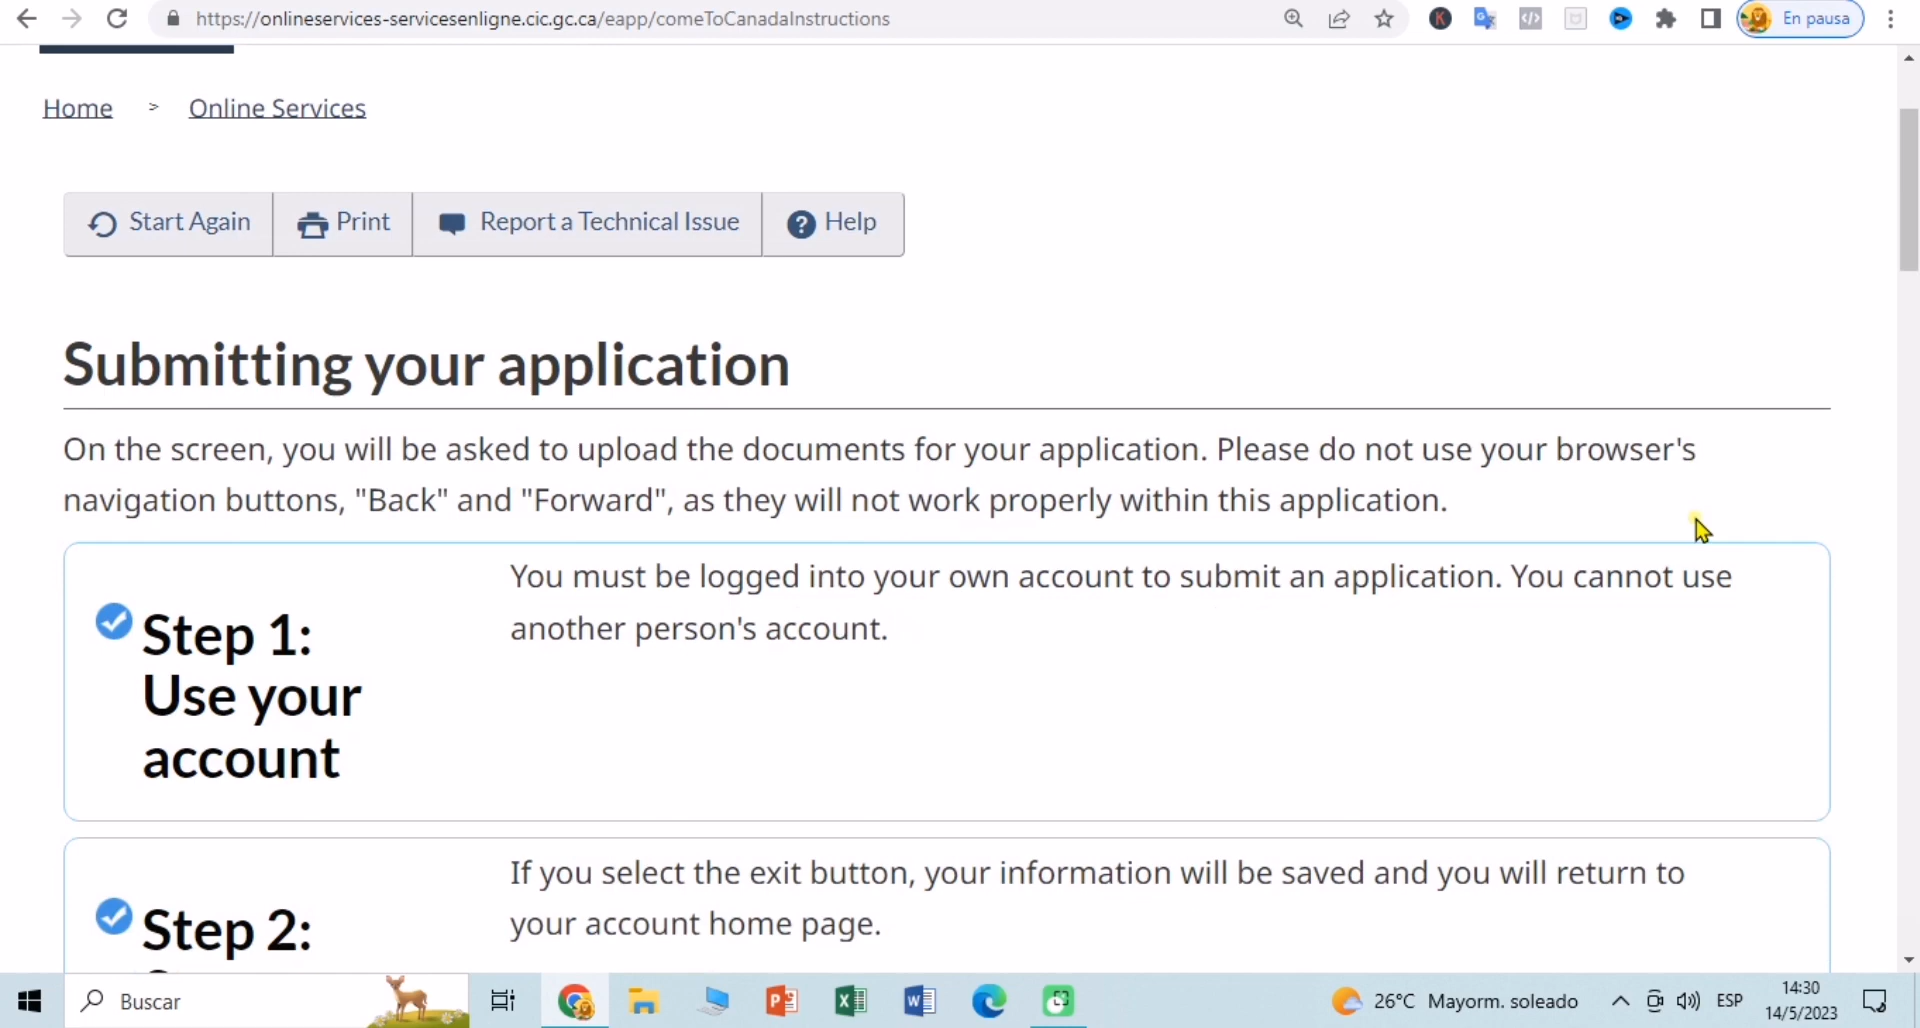 https://onlineservices-servicesenligne.cic.gc.ca/eapp/comeToCanadaInstructions
En pausa
Home > Online Services
Start Again
Print
Report a Technical Issue
Help
Submitting your application
On the screen, you will be asked to upload the documents for your application. Please do not use your browser's
navigation buttons, "Back" and "Forward", as they will not work properly within this application.
Step 1:
Use your
account
You must be logged into your own account to submit an application. You cannot use
another person's account.
Step 2:
If you select the exit button, your information will be saved and you will return to
your account home page.
Buscar
26°C Mayorm. soleado
ESP
14:30
14/5/2023